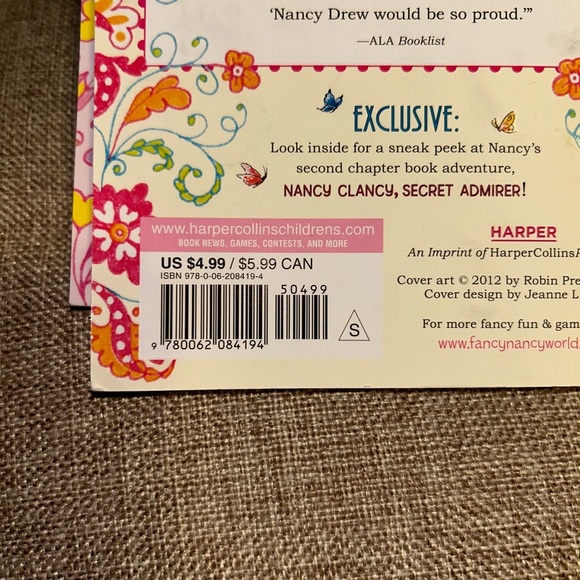 ‘Nancy Drew would be so proud.’”
—ALA Booklist
EXCLUSIVE:
Look inside for a sneak peek at Nancy’s
second chapter book adventure,
NANCY CLANCY, SECRET ADMIRER!
www.harpercollinschildrens.com
BOOK NEWS, GAMES, CONTESTS, AND MORE
US $4.99 / $5.99 CAN
ISBN 978-0-06-208419-4
50499
S
9 780062 084194
HARPER
An Imprint of HarperCollins
Cover art © 2012 by Robin
Cover design by Jeanne
For more fancy fun &
www.fancynancyworld.